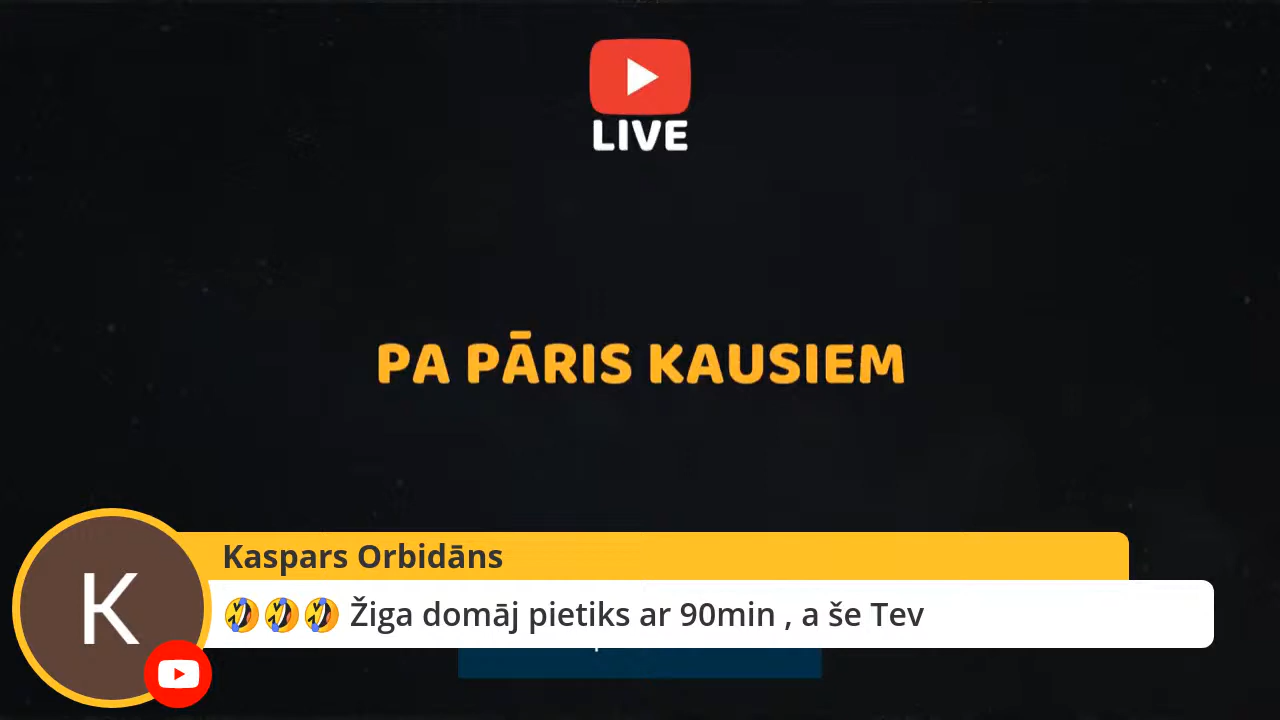 LIVE
PA PĀRIS KAUSIEM
Kaspars Orbidāns
🤣🤣🤣 Žiga domāj pietiks ar 90min , a še Tev
K